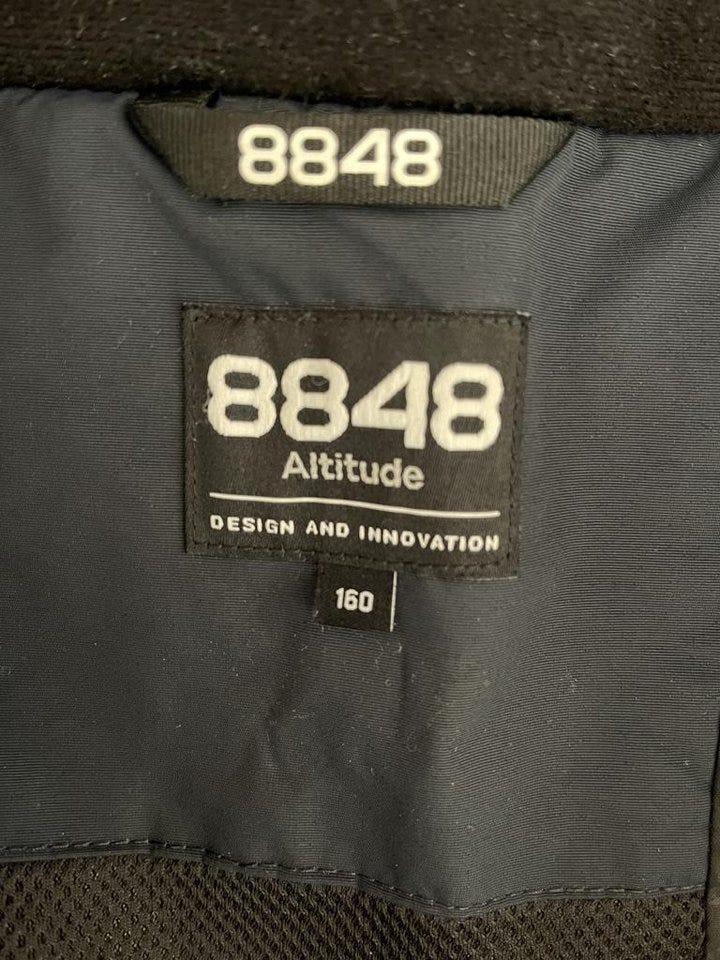 8848
8848
Altitude
DESIGN AND INNOVATION
160